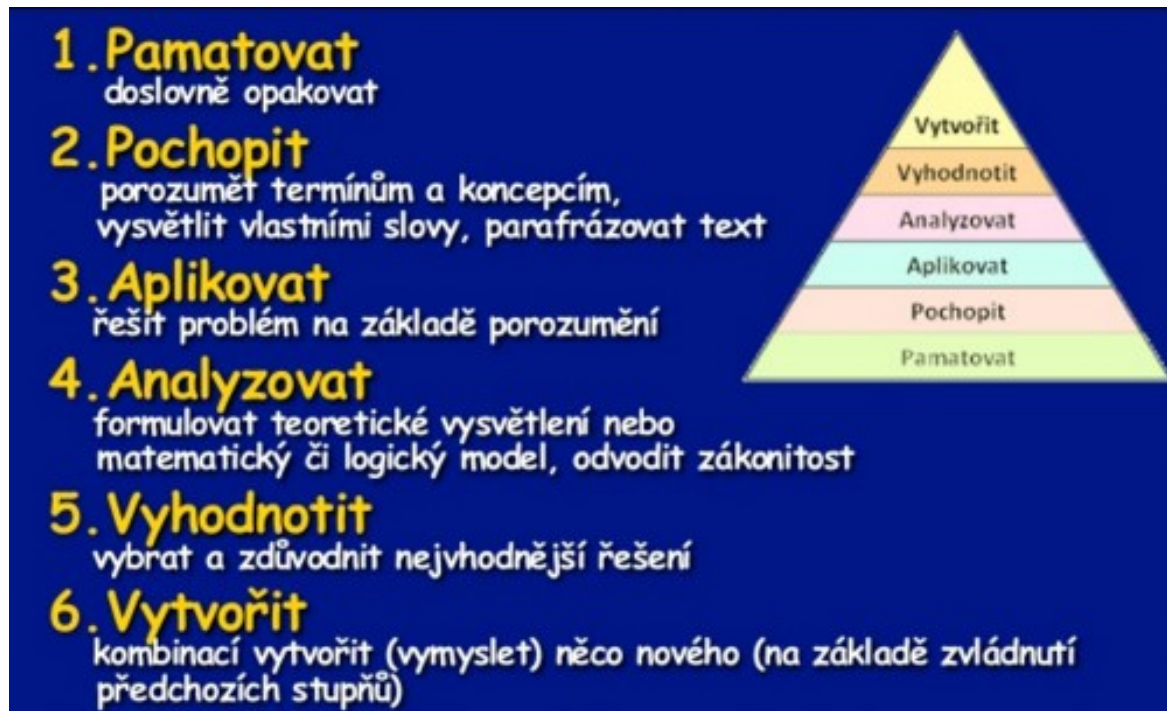 1. Pamatovat
doslovně opakovat
2. Pochopit
porozumět termínům a koncepcím,
vysvětlit vlastními slovy, parafrázovat text
3. Aplikovat
řešit problém na základě porozumění
4. Analyzovat
formulovat teoretické vysvětlení nebo
matematický či logický model, odvodit zákonitost
5. Vyhodnotit
vybrat a zdůvodnit nejvhodnější řešení
6. Vytvořit
kombinací vytvořit (vymyslet) něco nového (na základě zvládnutí
předchozích stupňů)
Vytvořit
Vyhodnotit
Analyzovat
Aplikovat
Pochopit
Pamatovat